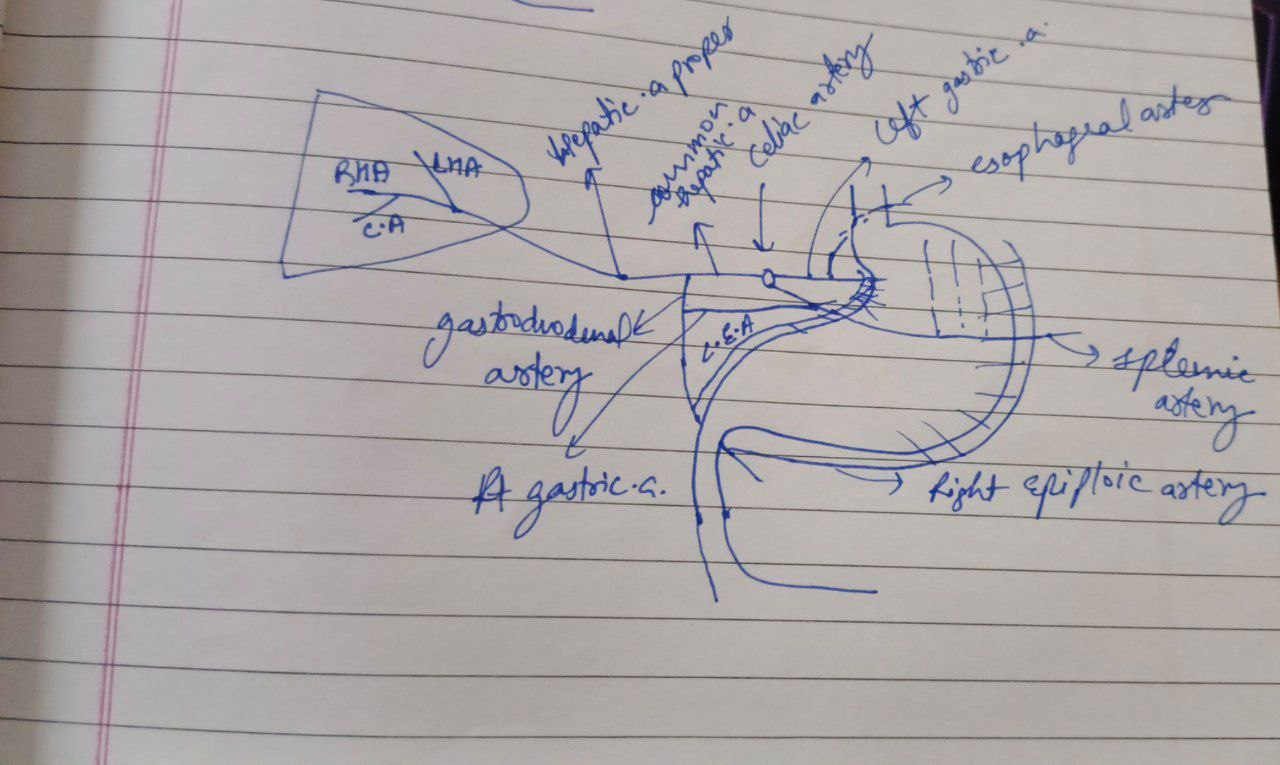 Hepatic.a proper
common
hepatic.a
Celiac artery
left gastric.a.
esophageal artery
RHA
LHA
C.A
gastroduodenal
artery
L.E.A
splenic
artery
Rt gastric.a.
Right epiploic artery